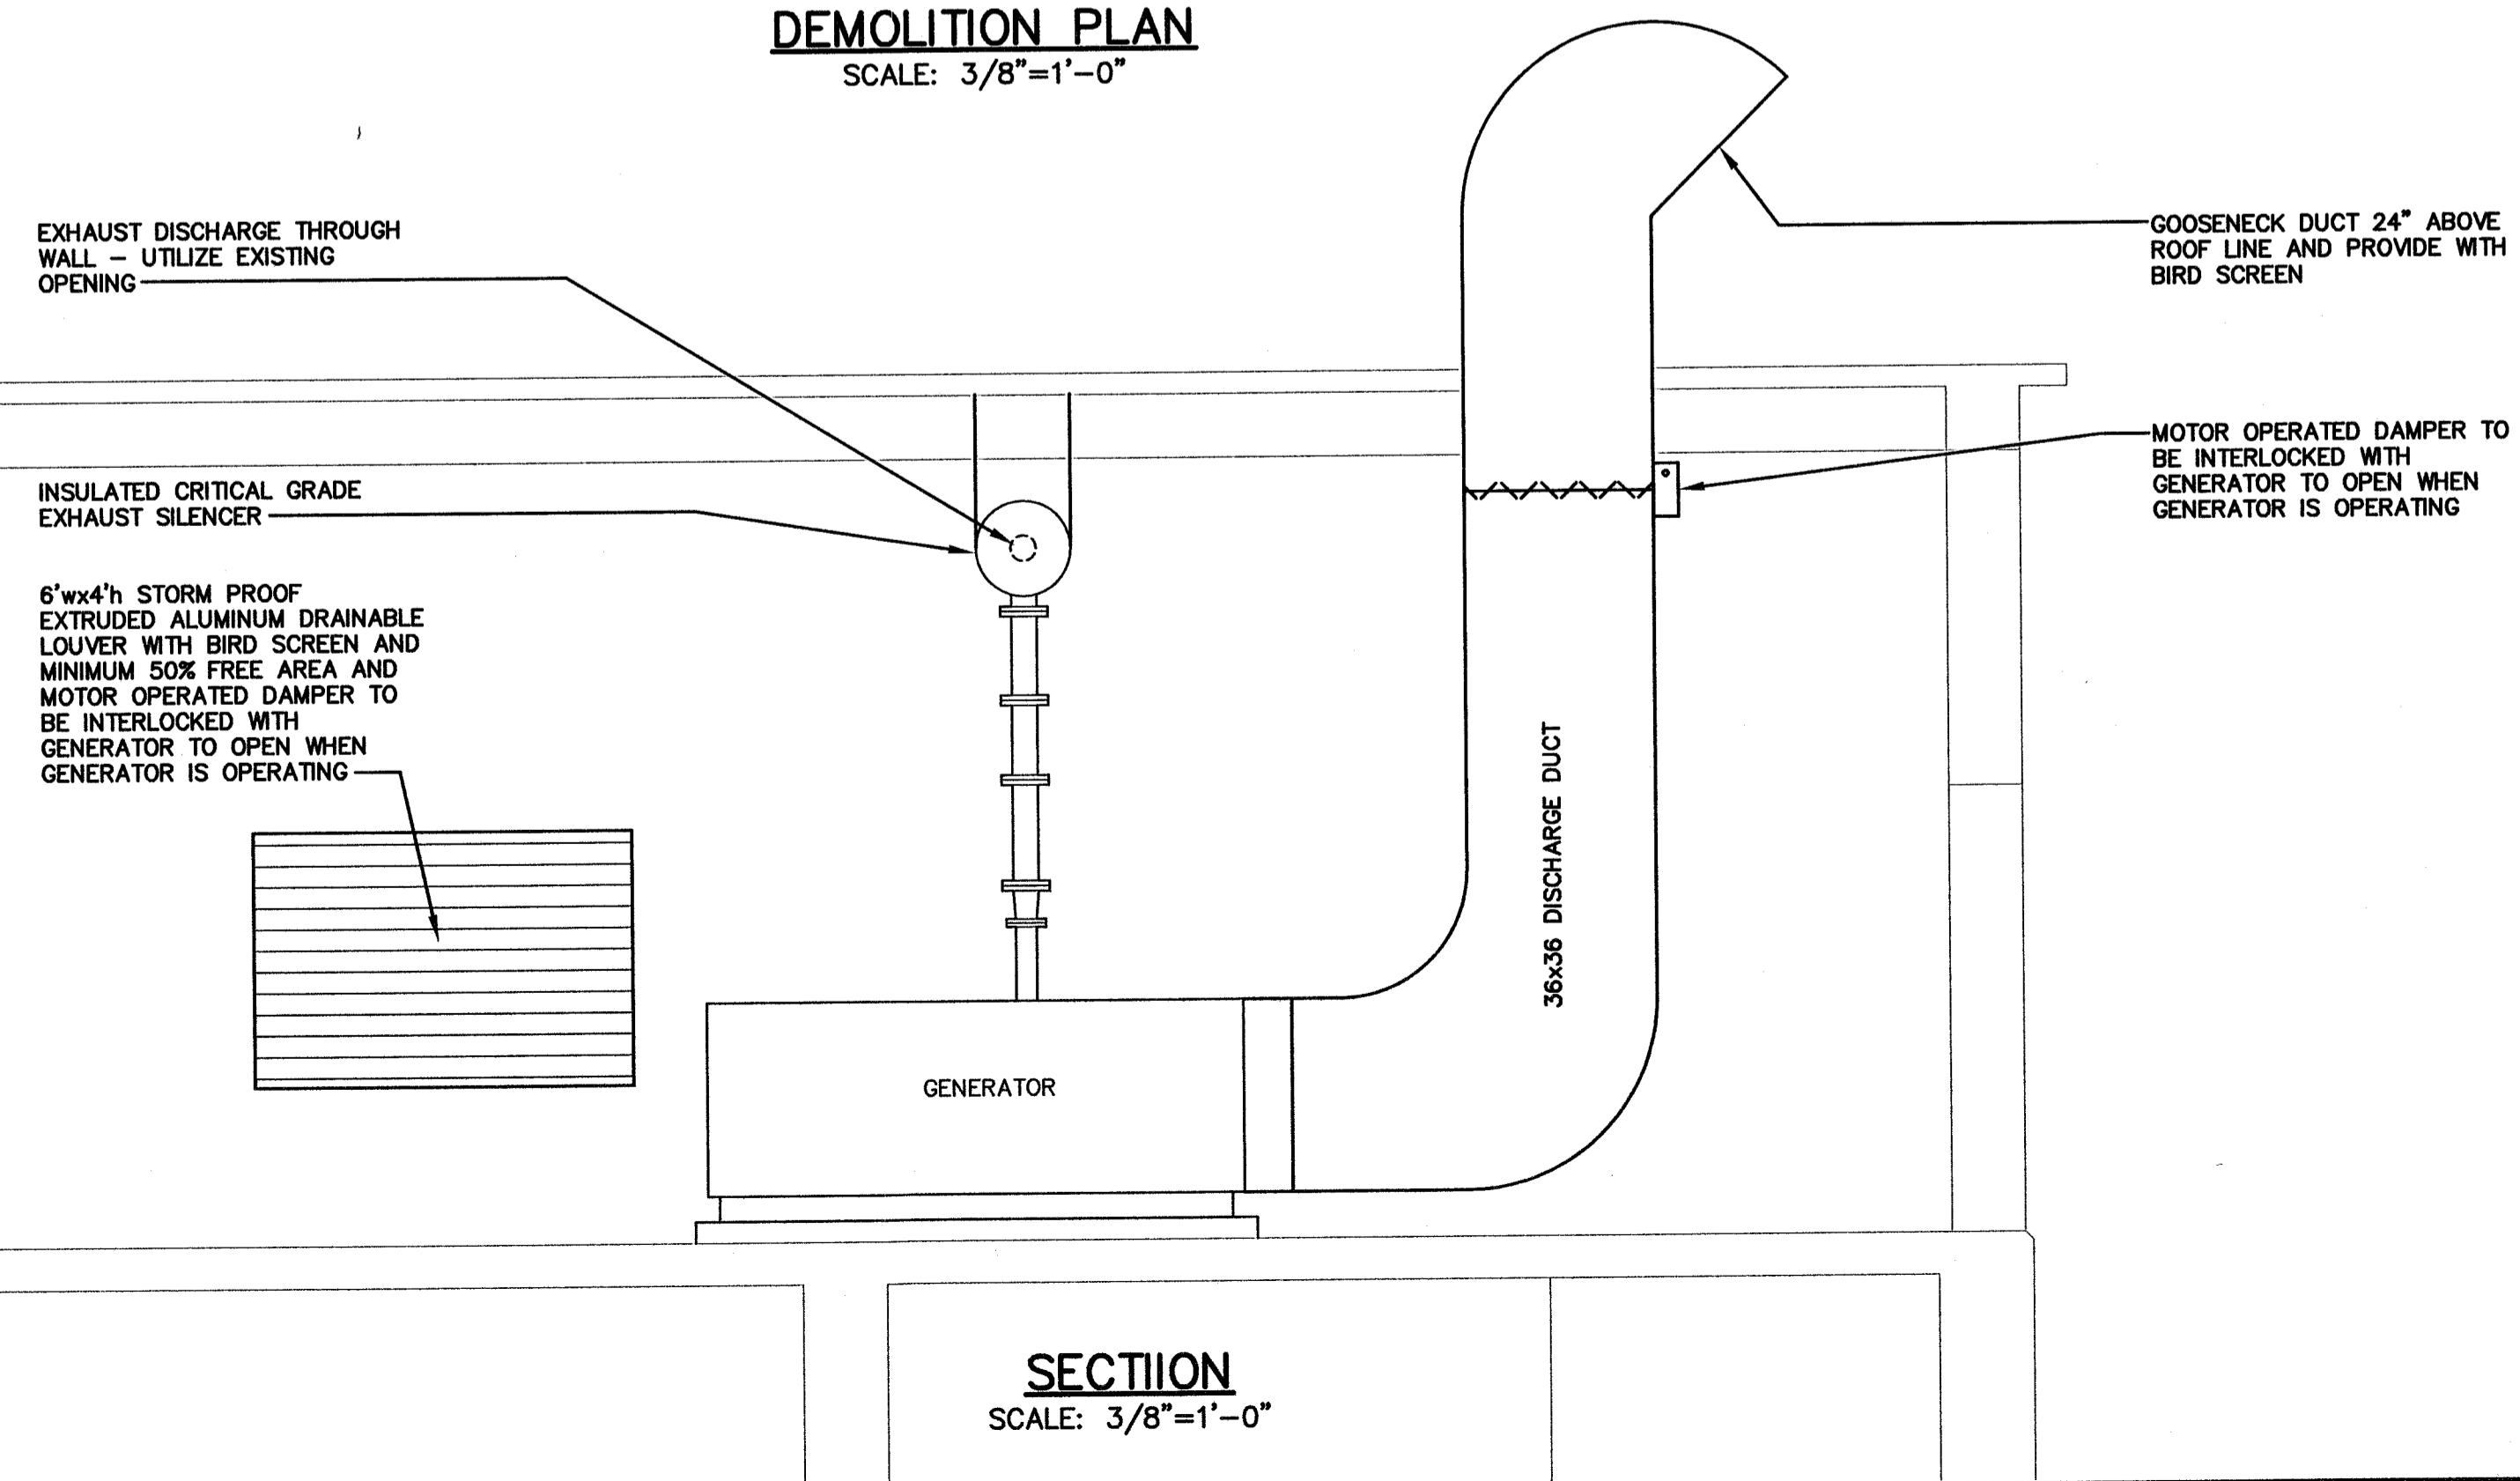 DEMOLITION PLAN
SCALE: 3/8"=1'-0"
EXHAUST DISCHARGE THROUGH
WALL - UTILIZE EXISTING
OPENING
GOOSENECK DUCT 24" ABOVE
ROOF LINE AND PROVIDE WITH
BIRD SCREEN
MOTOR OPERATED DAMPER TO
BE INTERLOCKED WITH
GENERATOR TO OPEN WHEN
GENERATOR IS OPERATING
INSULATED CRITICAL GRADE
EXHAUST SILENCER
6'wx4'h STORM PROOF
EXTRUDED ALUMINUM DRAINABLE
LOUVER WITH BIRD SCREEN AND
MINIMUM 50% FREE AREA AND
MOTOR OPERATED DAMPER TO
BE INTERLOCKED WITH
GENERATOR TO OPEN WHEN
GENERATOR IS OPERATING
36x36 DISCHARGE DUCT
GENERATOR
SECTIION
SCALE: 3/8"=1'-0"